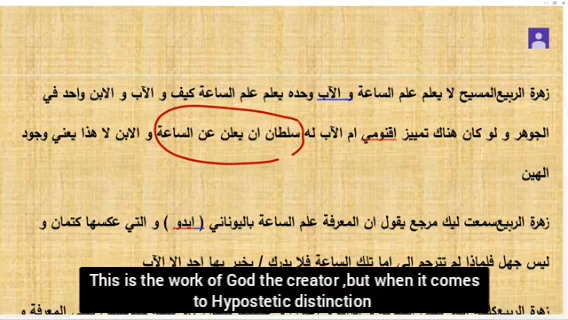 زهرة الربيعالمسيح لا يعلم علم الساعة و الآب وحده يعلم علم الساعة كيف و الآب و الابن واحد في
الجوهر و لو كان هناك تمييز إقنومي ام الآب له سلطان ان يعلن عن الساعة و الابن لا هذا يعني وجود
الهين
زهرة الربيعسمعت ليك مرجع يقول ان المعرفة علم الساعة باليوناني ( ايدو ) و التي عكسها كتمان و
ليس جهل فلماذا لم تترجم الى اما تلك الساعة فلا يدرك / يخبر بها احد الا الآب
This is the work of God the creator ,but when it comes
to Hypostetic distinction